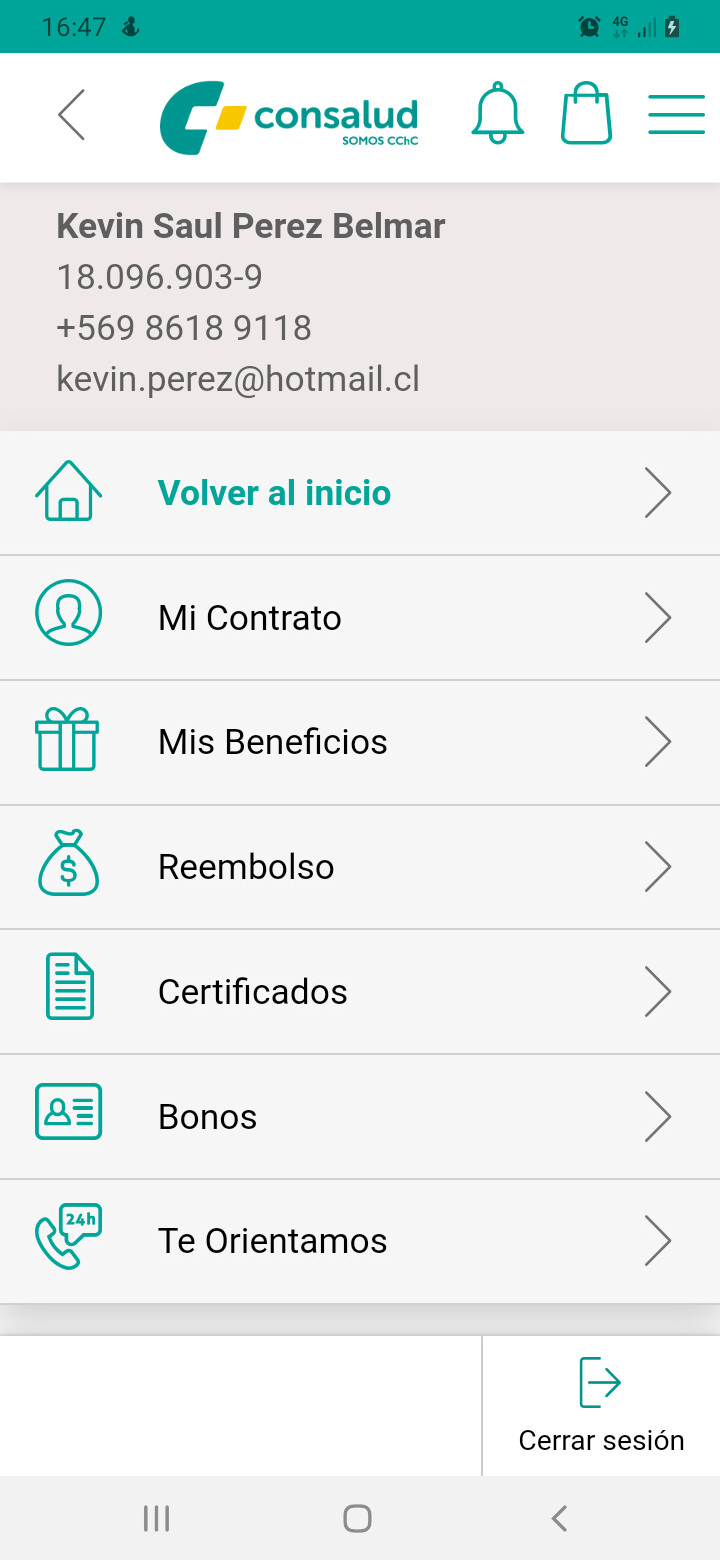 16:47
4G
consalud
SOMOS CChC
Kevin Saul Perez Belmar
18.096.903-9
+569 8618 9118
kevin.perez@hotmail.cl
Volver al inicio
Mi Contrato
Mis Beneficios
$
Reembolso
Certificados
Bonos
24h
Te Orientamos
Cerrar sesión